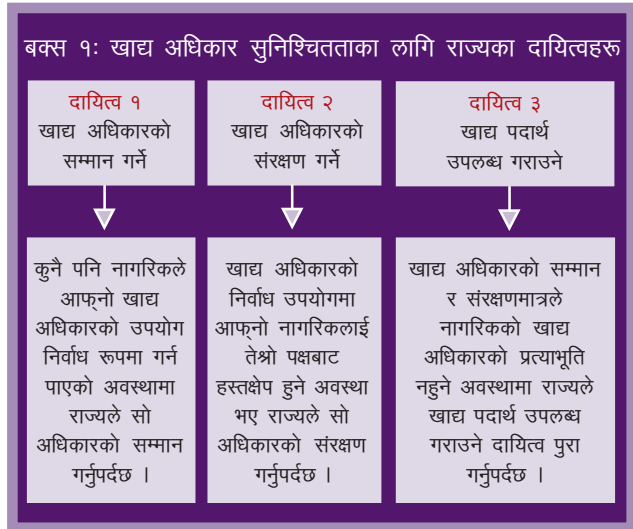 बक्स १: खाद्य अधिकार सुनिश्चितताका लागि राज्यका दायित्वहरू
दायित्व १
खाद्य अधिकारको
सम्मान गर्ने
दायित्व २
खाद्य अधिकारको
संरक्षण गर्ने
दायित्व ३
खाद्य पदार्थ
उपलब्ध गराउने
कुनै पनि नागरिकले
आफ्नो खाद्य
अधिकारको उपयोग
निर्वाध रूपमा गर्न
पाएको अवस्थामा
राज्यले सो
अधिकारको सम्मान
गर्नुपर्दछ ।
खाद्य अधिकारको
निर्वाध उपयोगमा
आफ्नो नागरिकलाई
तेश्रो पक्षबाट
हस्तक्षेप हुने अवस्था
भए राज्यले सो
अधिकारको संरक्षण
गर्नुपर्दछ ।
खाद्य अधिकारको सम्मान
र संरक्षणमात्रले
नागरिकको खाद्य
अधिकारको प्रत्याभूति
नहुने अवस्थामा राज्यले
खाद्य पदार्थ उपलब्ध
गराउने दायित्व पुरा
गर्नुपर्दछ ।